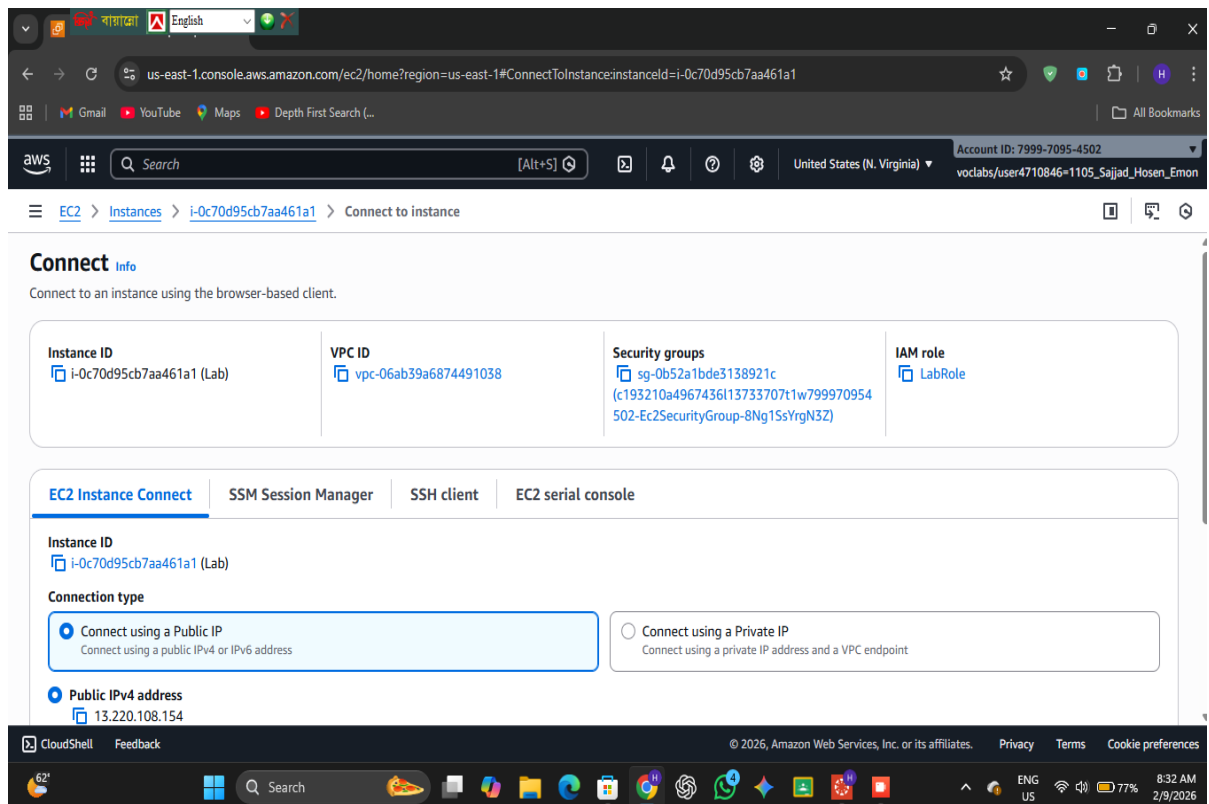 বায়ান্নো English
us-east-1.console.aws.amazon.com/ec2/home?region=us-east-1#ConnectToInstance:instanceId=i-0c70d95cb7aa461a1
H
Gmail YouTube Maps Depth First Search (... All Bookmarks
aws Search [Alt+S] United States (N. Virginia) Account ID: 7999-7095-4502
voclabs/user4710846=1105_Sajjad_Hosen_Emon
EC2 > Instances > i-0c70d95cb7aa461a1 > Connect to instance
Connect Info
Connect to an instance using the browser-based client.
Instance ID
i-0c70d95cb7aa461a1 (Lab)
VPC ID
vpc-06ab39a6874491038
Security groups
sg-0b52a1bde3138921c
(c193210a4967436l13733707t1w799970954
502-Ec2SecurityGroup-8Ng1SsYrgN3Z)
IAM role
LabRole
EC2 Instance Connect SSM Session Manager SSH client EC2 serial console
Instance ID
i-0c70d95cb7aa461a1 (Lab)
Connection type
Connect using a Public IP
Connect using a public IPv4 or IPv6 address
Connect using a Private IP
Connect using a private IP address and a VPC endpoint
Public IPv4 address
13.220.108.154
CloudShell Feedback © 2026, Amazon Web Services, Inc. or its affiliates. Privacy Terms Cookie preferences
62° Search H 4 H ENG 77% 8:32 AM
US 2/9/2026